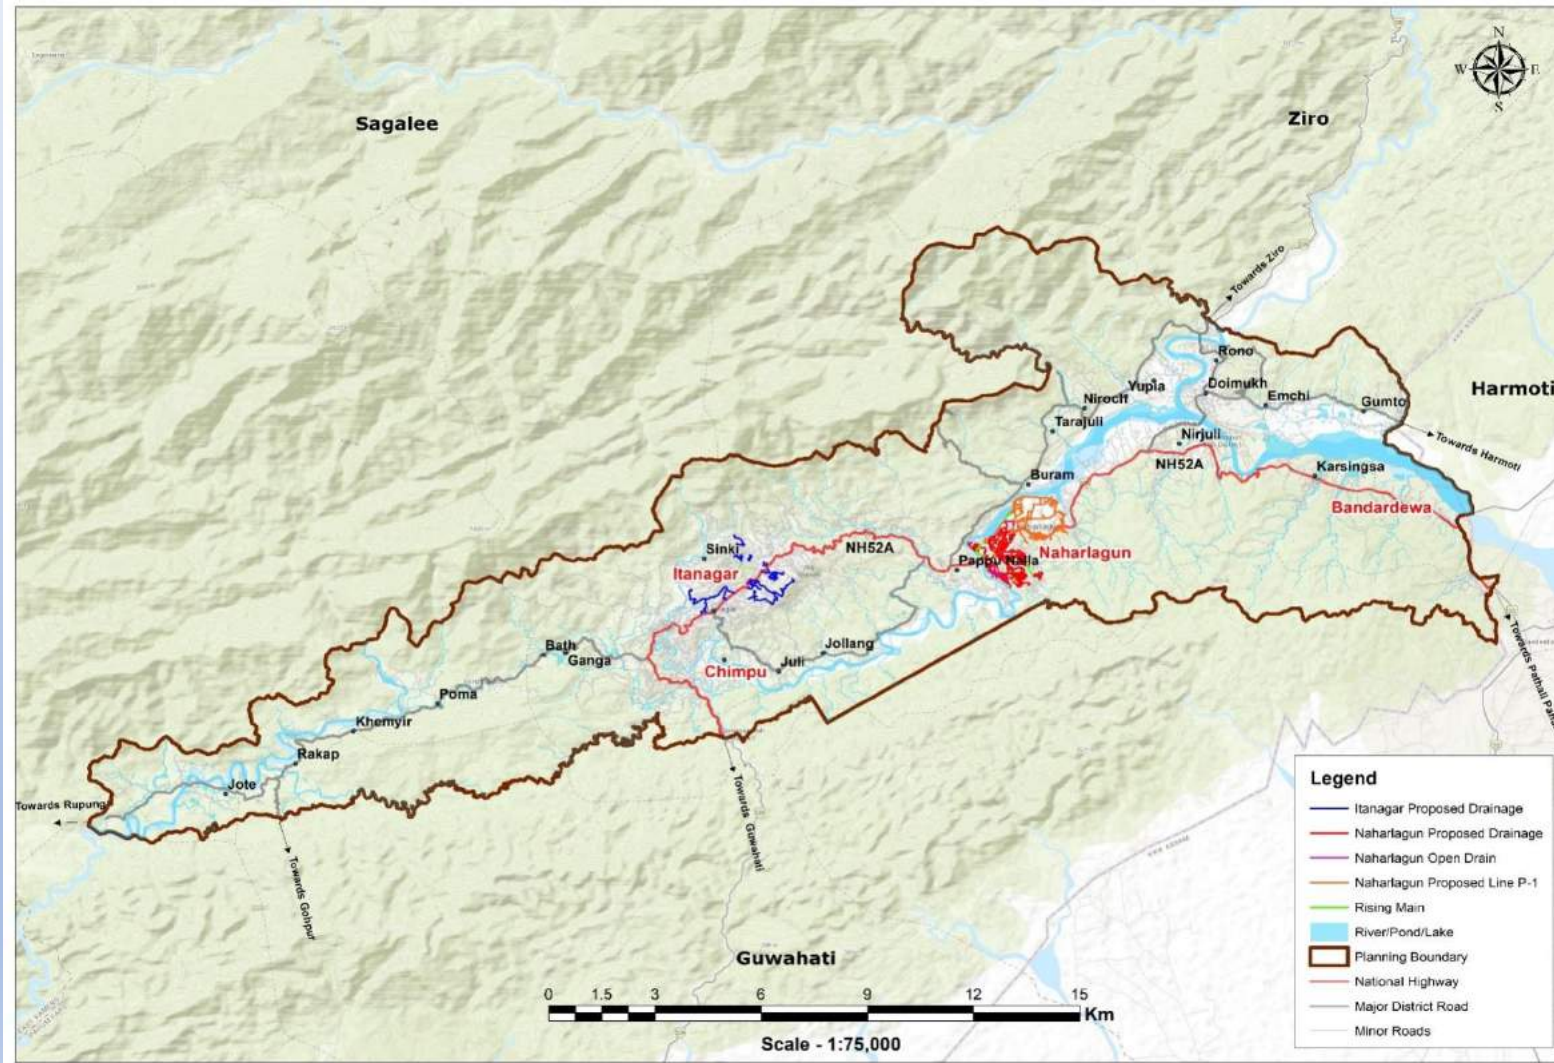 N
W E
S
Sagalee
Ziro
Towards Ziro
Rono
Harmoti
Yupia
Doimukh
Nirocif
Emchi
Gumto
Tarajuli
Nirjuli
Towards Harmoti
NH52A
Karsingsa
Buram
Bandardewa
NH52A
Sinki
Naharlagun
Pappu Nalla
Itanagar
Bath
Ganga
Jollang
Juli
Chimpu
Towards Pathali Paha
Poma
Khemyir
Rakap
Jote
Towards Rupung
Towards Guwahati
Towards Gohpur
Guwahati
0 1.5 3 6 9 12 15
Km
Scale - 1:75,000
Legend
Itanagar Proposed Drainage
Naharlagun Proposed Drainage
Naharlagun Open Drain
Naharlagun Proposed Line P-1
Rising Main
River/Pond/Lake
Planning Boundary
National Highway
Major District Road
Minor Roads